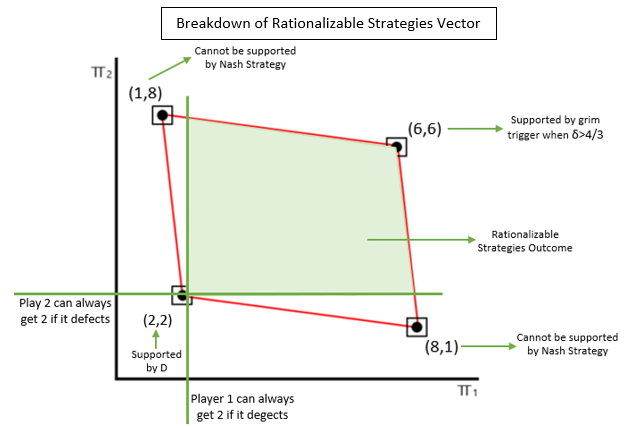 Breakdown of Rationalizable Strategies Vector
Cannot be supported
by Nash Strategy
π2
(1,8)
(6,6)
Supported by grim
trigger when δ>4/3
Rationalizable
Strategies Outcome
Play 2 can always
get 2 if it defects
(2,2)
Supported
by D
(8,1)
Cannot be supported
by Nash Strategy
π1
Player 1 can always
get 2 if it degects